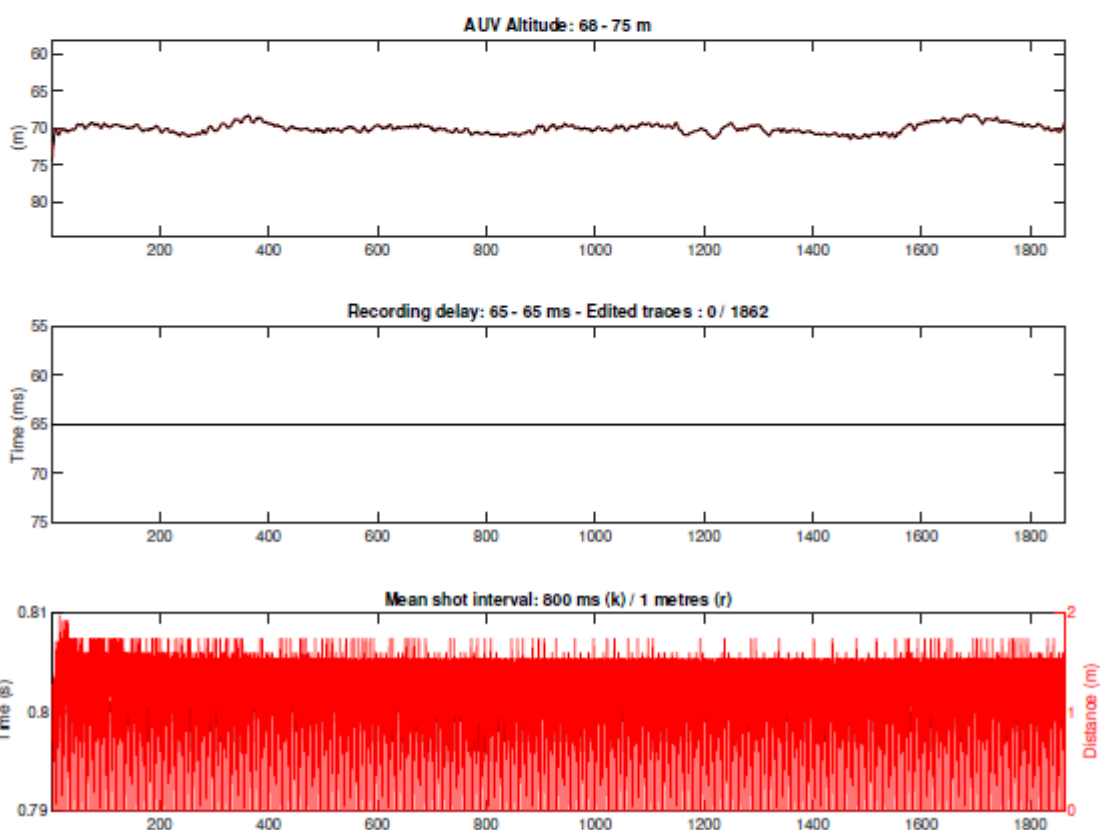 AUV Altitude: 68 - 75 m
60
65
70
75
80
(m)
200 400 600 800 1000 1200 1400 1600 1800
Recording delay: 65 - 65 ms - Edited traces : 0 / 1862
55
60
65
70
75
Time (ms)
200 400 600 800 1000 1200 1400 1600 1800
Mean shot interval: 800 ms (k) / 1 metres (r)
0.81
0.8
0.79
Time (s)
2
1
0
Distance (m)
200 400 600 800 1000 1200 1400 1600 1800